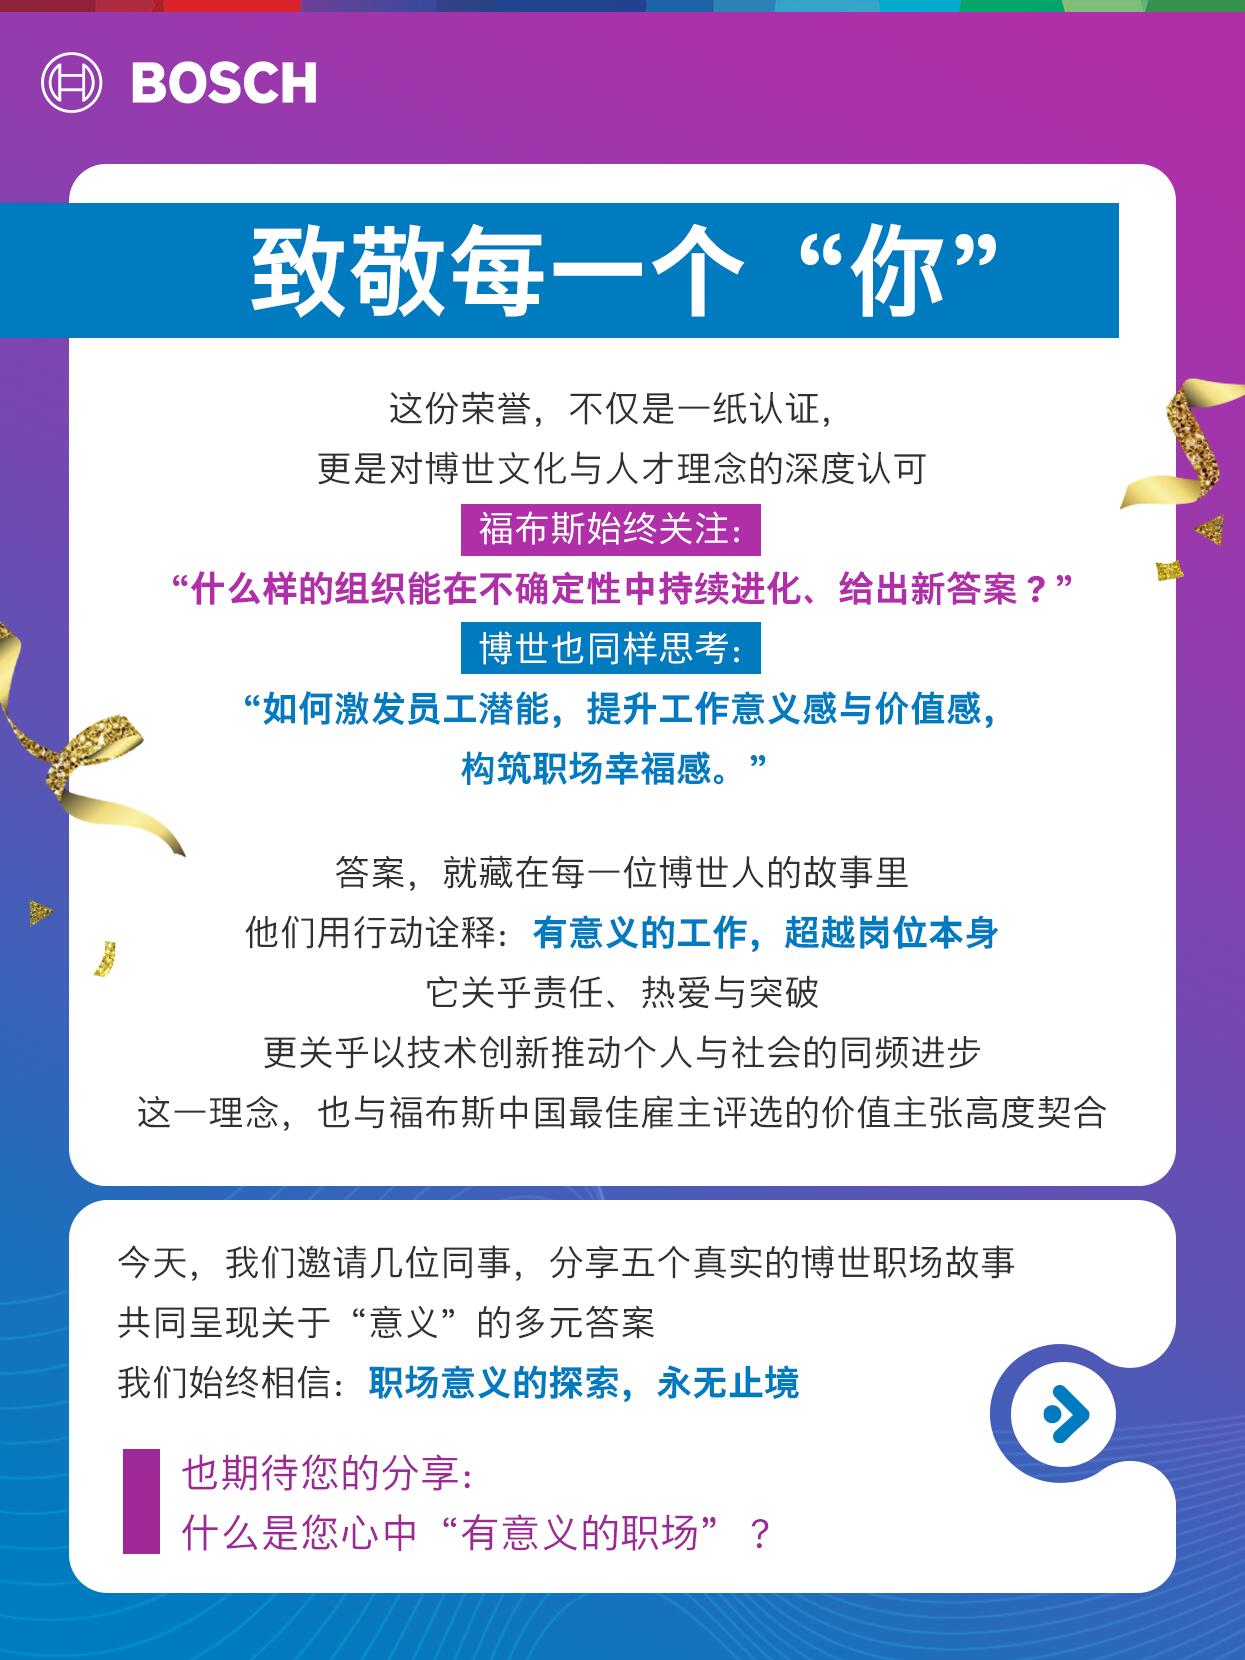 BOSCH
致敬每一个“你”
这份荣誉，不仅是一纸认证，
更是对博世文化与人才理念的深度认可
福布斯始终关注：
“什么样的组织能在不确定性中持续进化、给出新答案？”
博世也同样思考：
“如何激发员工潜能，提升工作意义感与价值感，
构筑职场幸福感。”
答案，就藏在每一位博世人的故事里
他们用行动诠释：有意义的工作，超越岗位本身
它关乎责任、热爱与突破
更关乎以技术创新推动个人与社会的同频进步
这一理念，也与福布斯中国最佳雇主评选的价值主张高度契合
今天，我们邀请几位同事，分享五个真实的博世职场故事
共同呈现关于“意义”的多元答案
我们始终相信：职场意义的探索，永无止境
也期待您的分享：
什么是您心中“有意义的职场”？